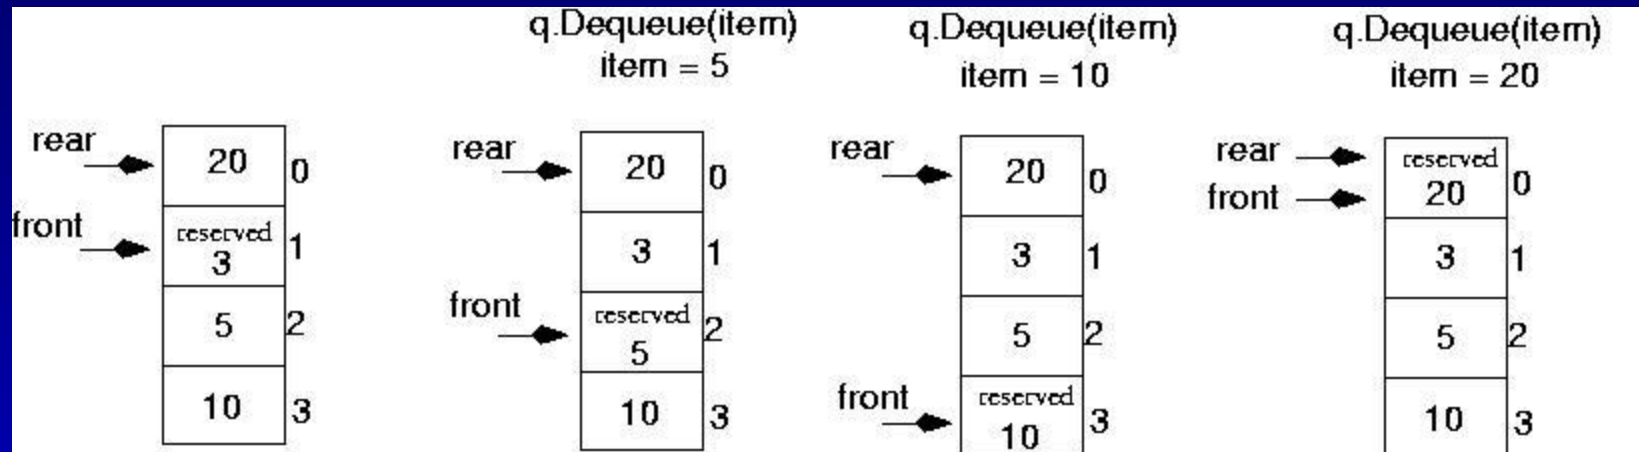 q.Dequeue(item)
item = 5
q.Dequeue(item)
item = 10
q.Dequeue(item)
item = 20
rear
20
0
front
reserved
3
1
5
2
10
3
rear
20
0
3
1
front
reserved
5
2
10
3
rear
20
0
3
1
5
2
front
reserved
10
3
rear
front
reserved
20
0
3
1
5
2
10
3